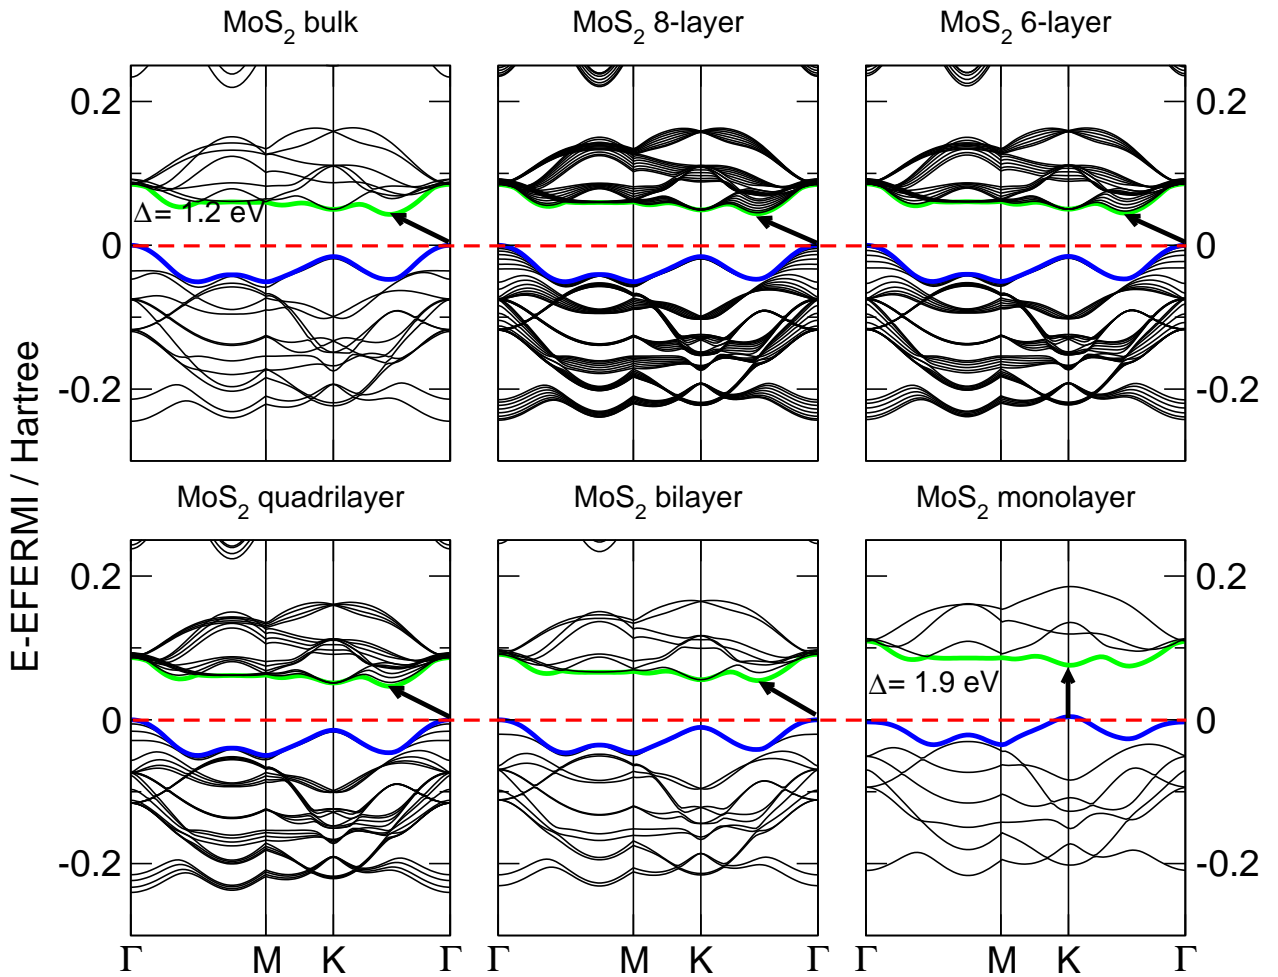 MoS2 bulk
MoS2 8-layer
MoS2 6-layer
0.2
0
-0.2
Δ= 1.2 eV
0.2
0
-0.2
E-EFERMI / Hartree
MoS2 quadrilayer
MoS2 bilayer
MoS2 monolayer
0.2
0
-0.2
Δ= 1.9 eV
0.2
0
-0.2
Γ M K Γ
M K Γ
M K Γ